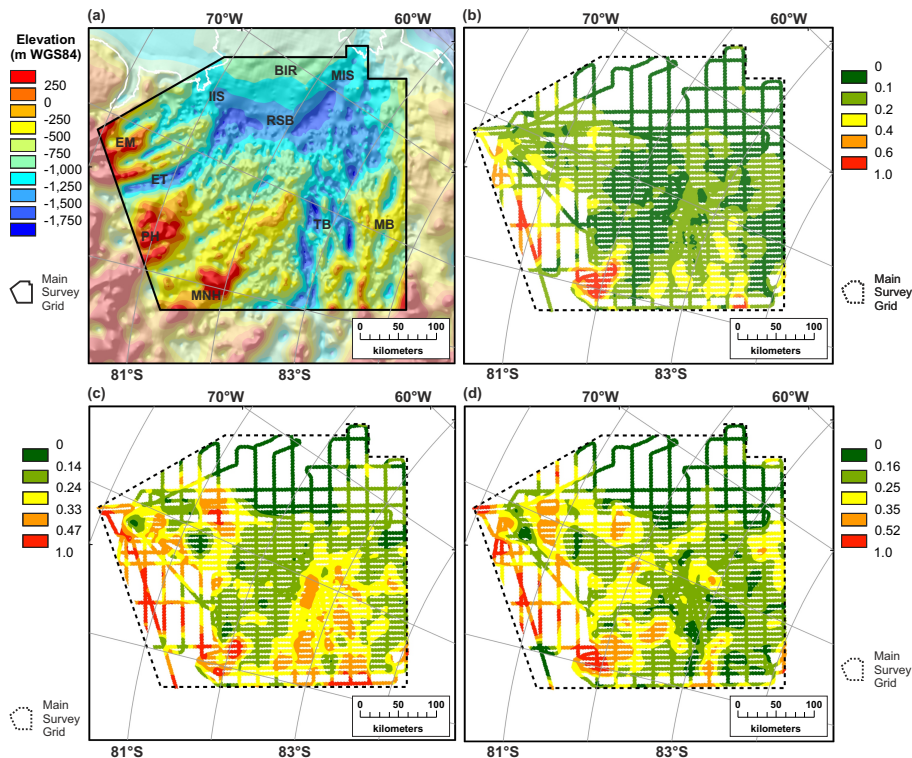 (a)
70°W
60°W
Elevation
(m WGS84)
250
0
-250
-500
-750
-1,000
-1,250
-1,500
-1,750
Main
Survey
Grid
BIR
MIS
IIS
RSB
EM
ET
PH
TB
MB
MNH
0 50 100
kilometers
81°S
83°S
(b)
70°W
60°W
0
0.1
0.2
0.4
0.6
1.0
Main
Survey
Grid
0 50 100
kilometers
81°S
83°S
(c)
70°W
60°W
0
0.14
0.24
0.33
0.47
1.0
Main
Survey
Grid
0 50 100
kilometers
81°S
83°S
(d)
70°W
60°W
0
0.16
0.25
0.35
0.52
1.0
Main
Survey
Grid
0 50 100
kilometers
81°S
83°S